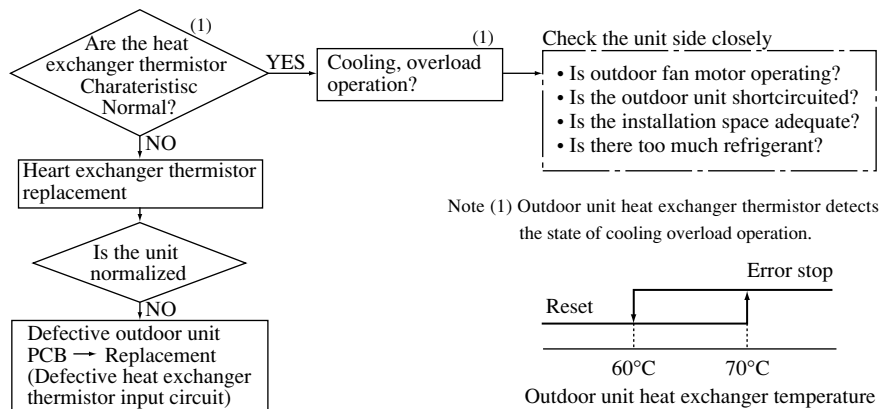 (1)
Are the heat
exchanger thermistor
Charateristisc
Normal?
YES
(1)
Cooling, overload
operation?
Check the unit side closely
• Is outdoor fan motor operating?
• Is the outdoor unit shortcircuited?
• Is the installation space adequate?
• Is there too much refrigerant?
NO
Heart exchanger thermistor
replacement
Is the unit
normalized
NO
Defective outdoor unit
PCB → Replacement
(Defective heat exchanger
thermistor input circuit)
Note (1) Outdoor unit heat exchanger thermistor detects
the state of cooling overload operation.
Error stop
Reset
60°C 70°C
Outdoor unit heat exchanger temperature